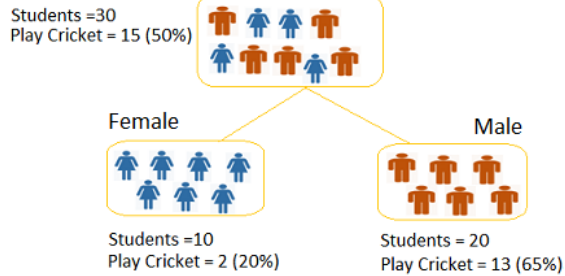 Students =30
Play Cricket = 15 (50%)
Female
Male
Students =10
Play Cricket = 2 (20%)
Students = 20
Play Cricket = 13 (65%)